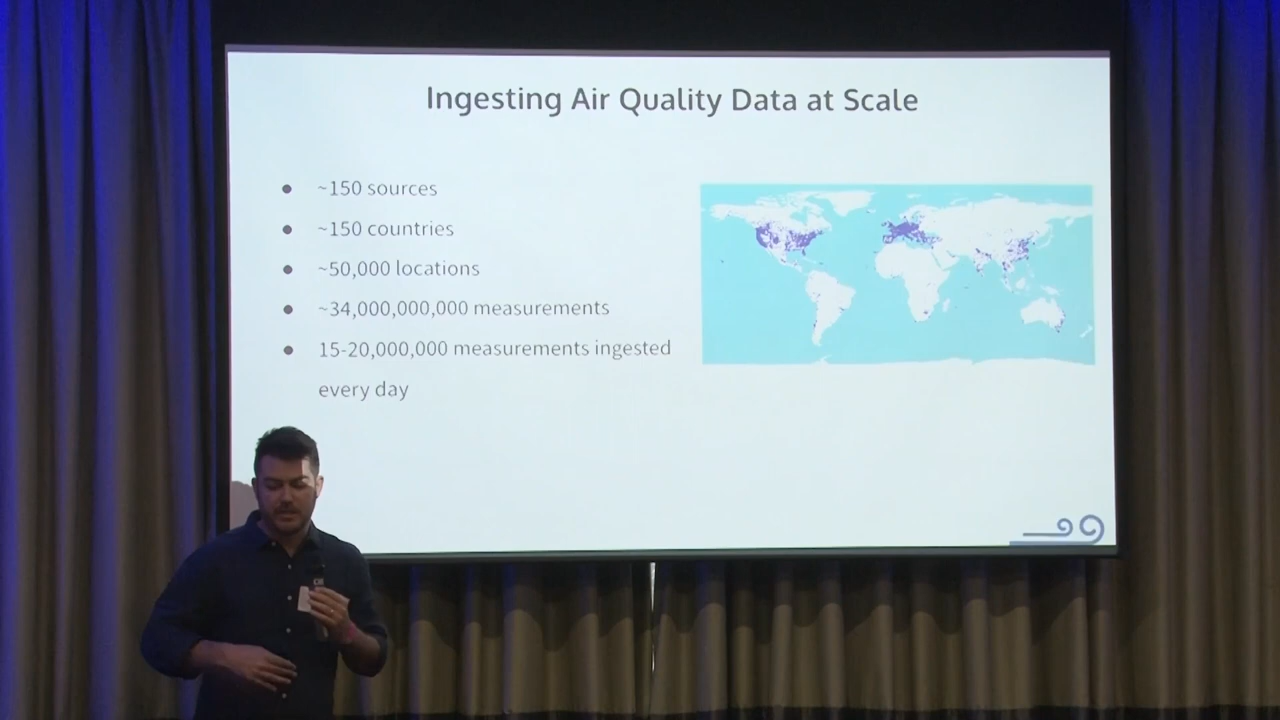 Ingesting Air Quality Data at Scale
~150 sources
~150 countries
~50,000 locations
~34,000,000,000 measurements
15-20,000,000 measurements ingested
every day